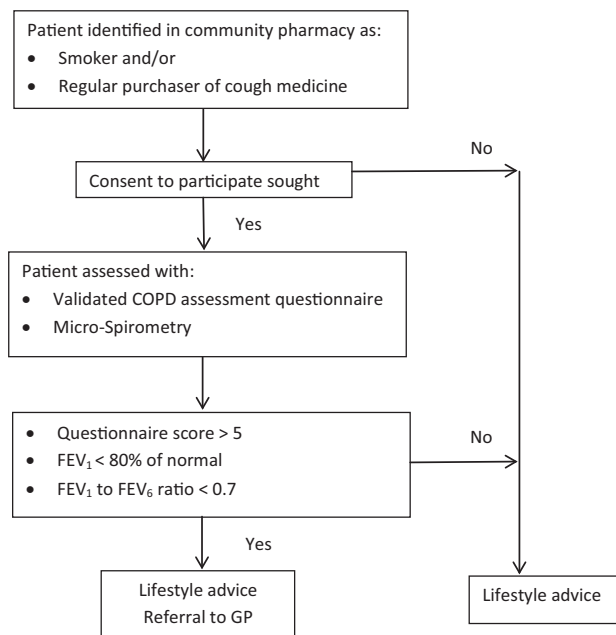 Patient identified in community pharmacy as:
• Smoker and/or
• Regular purchaser of cough medicine
No
Consent to participate sought
Yes
Patient assessed with:
• Validated COPD assessment questionnaire
• Micro-Spirometry
• Questionnaire score > 5
No
• FEV₁ < 80% of normal
• FEV₁ to FEV₆ ratio < 0.7
Yes
Lifestyle advice
Referral to GP
Lifestyle advice